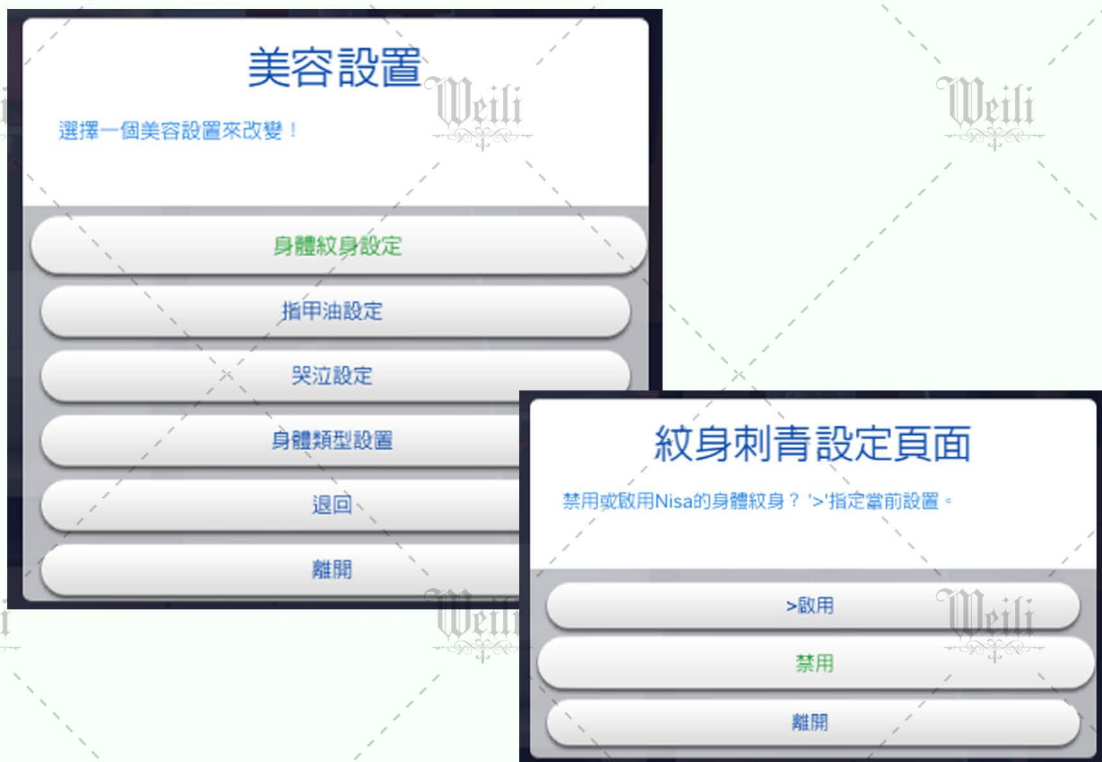 美容設置
選擇一個美容設置來改變！
身體紋身設定
指甲油設定
哭泣設定
身體類型設置
退回
離開
紋身刺青設定頁面
禁用或啟用Nisa的身體紋身？'>'指定當前設置。
>啟用
禁用
離開
Weili
Weili
Weili
Weili